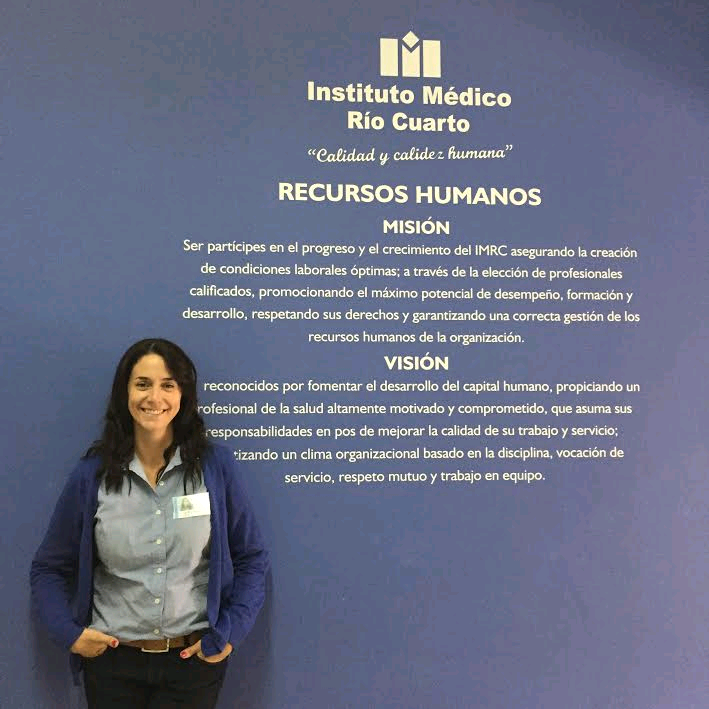 Instituto Médico
Río Cuarto
“Calidad y calidez humana”
RECURSOS HUMANOS
MISIÓN
Ser partícipes en el progreso y el crecimiento del IMRC asegurando la creación
de condiciones laborales óptimas; a través de la elección de profesionales
calificados, promocionando el máximo potencial de desempeño, formación y
desarrollo, respetando sus derechos y garantizando una correcta gestión de los
recursos humanos de la organización.
VISIÓN
reconocidos por fomentar el desarrollo del capital humano, propiciando un
rofesional de la salud altamente motivado y comprometido, que asuma sus
responsabilidades en pos de mejorar la calidad de su trabajo y servicio;
tizando un clima organizacional basado en la disciplina, vocación de
servicio, respeto mutuo y trabajo en equipo.